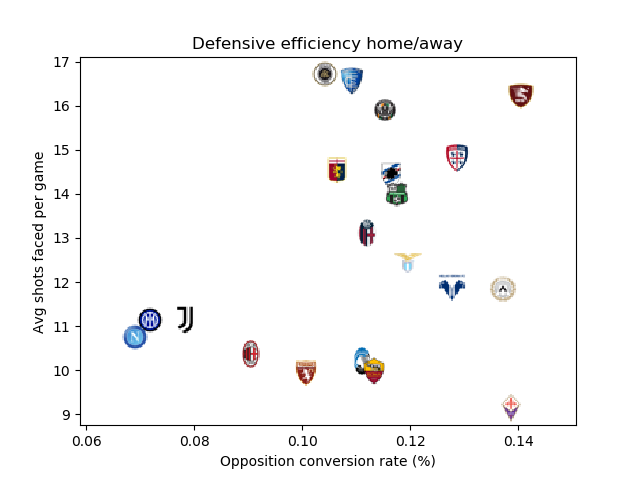 Defensive efficiency home/away
17
16
15
14
13
12
11
10
9
Avg shots faced per game
0.06 0.08 0.10 0.12 0.14
Opposition conversion rate (%)